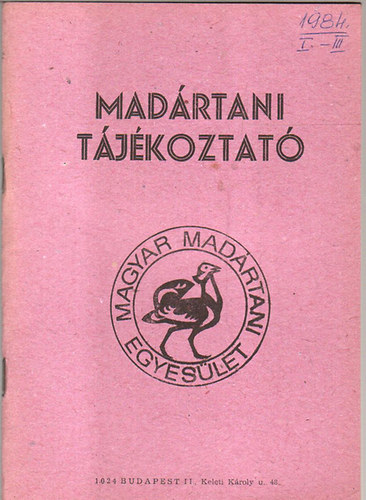 1984.
I. - III
MADÁRTANI
TÁJÉKOZTATÓ
MAGYAR MADÁRTANI
EGYESÜLET
1024 BUDAPEST II. Keleti Károly u. 48.